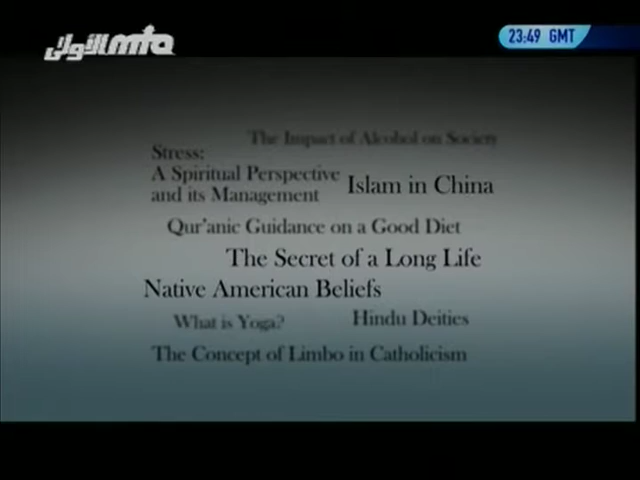 mta الأولى
23:49 GMT
The Impact of Alcohol on Society
Stress:
A Spiritual Perspective
and its Management
Islam in China
Qur'anic Guidance on a Good Diet
The Secret of a Long Life
Native American Beliefs
What is Yoga?
Hindu Deities
The Concept of Limbo in Catholicism